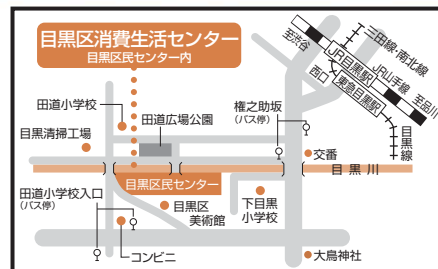 目黒区消費生活センター
目黒区民センター内
至渋谷
三田線・南北線
JR目黒駅
JR山手線
西口
東急目黒駅
至品川
目黒線
田道小学校
田道広場公園
権之助坂
(バス停)
目黒清掃工場
交番
目黒川
目黒区民センター
田道小学校入口
(バス停)
目黒区
美術館
下目黒
小学校
コンビニ
大鳥神社